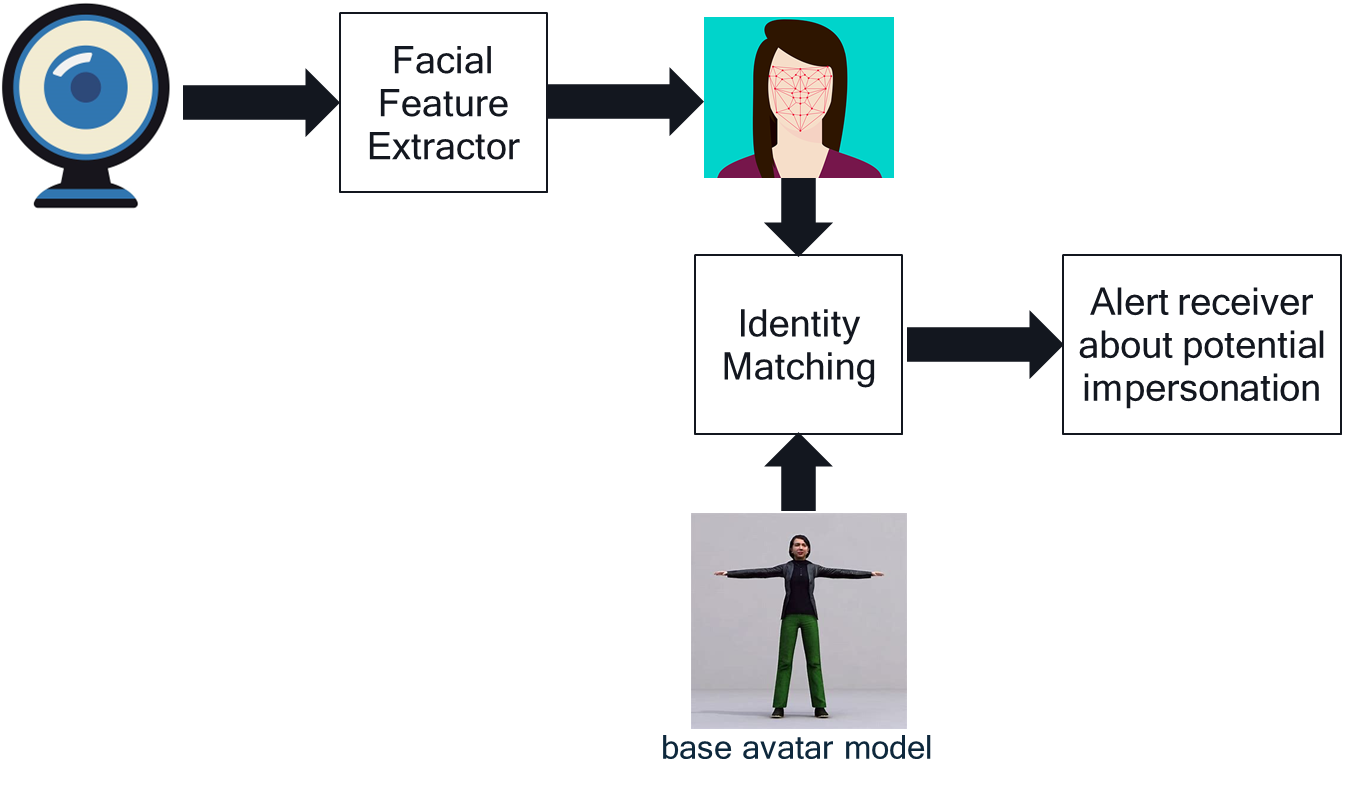 Facial
Feature
Extractor
Identity
Matching
Alert receiver
about potential
impersonation
base avatar model